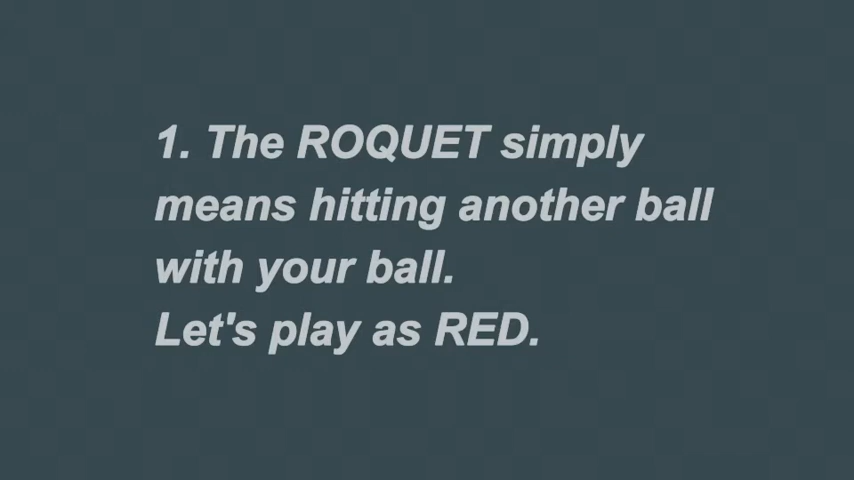 1. The ROQUET simply
means hitting another ball
with your ball.
Let's play as RED.